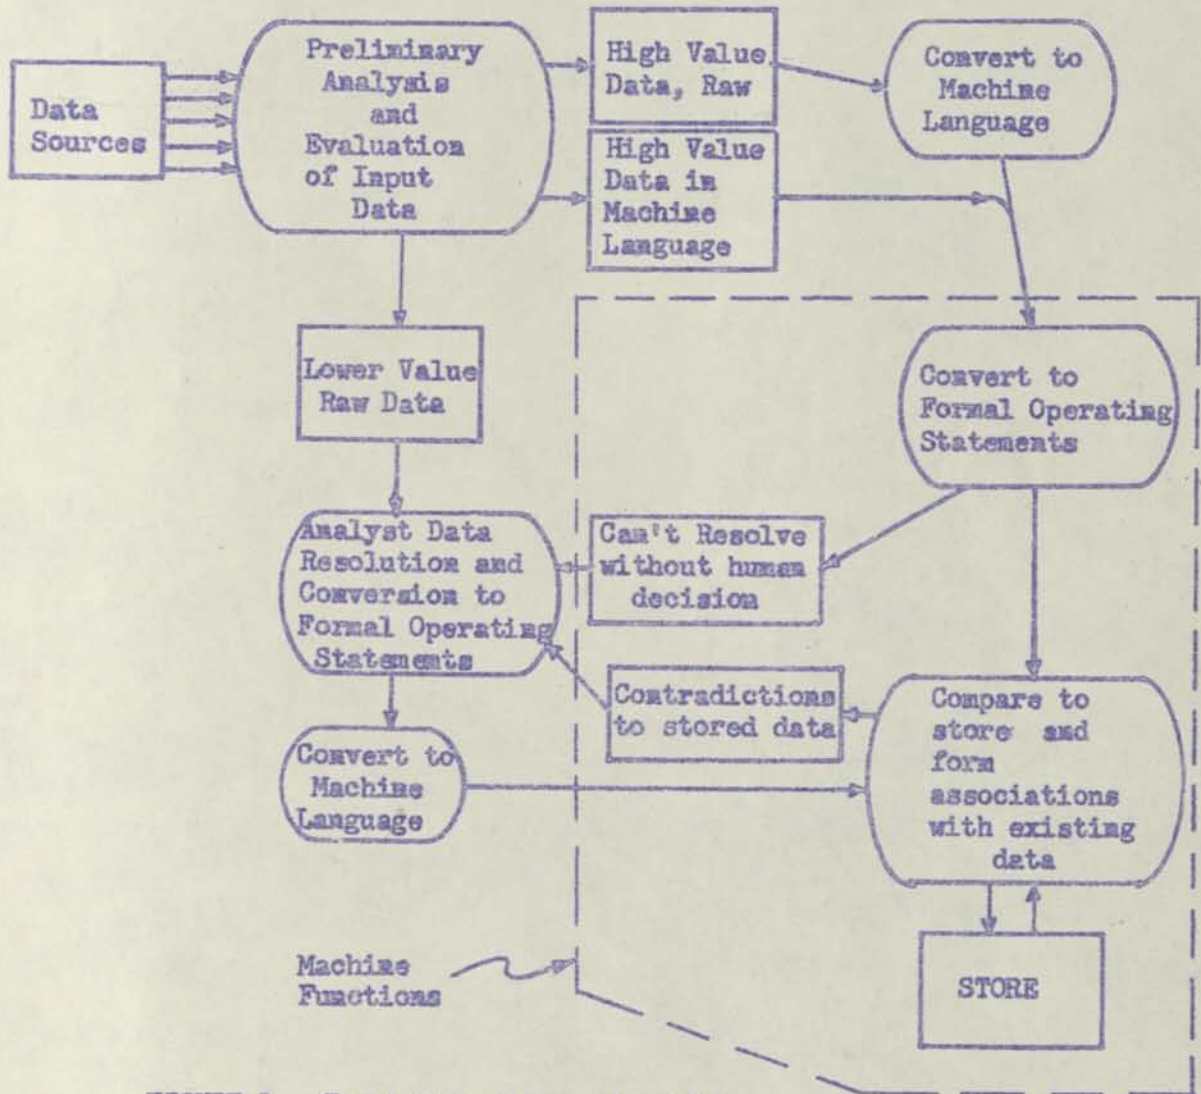 Data
Sources
Preliminary
Analysis
and
Evaluation
of Input
Data
High Value
Data, Raw
Convert to
Machine
Language
High Value
Data in
Machine
Language
Lower Value
Raw Data
Convert to
Formal Operating
Statements
Analyst Data
Resolution and
Conversion to
Formal Operating
Statements
Can't Resolve
without human
decision
Contradictions
to stored data
Compare to
store and
form
associations
with existing
data
Convert to
Machine
Language
Machine
Functions
STORE